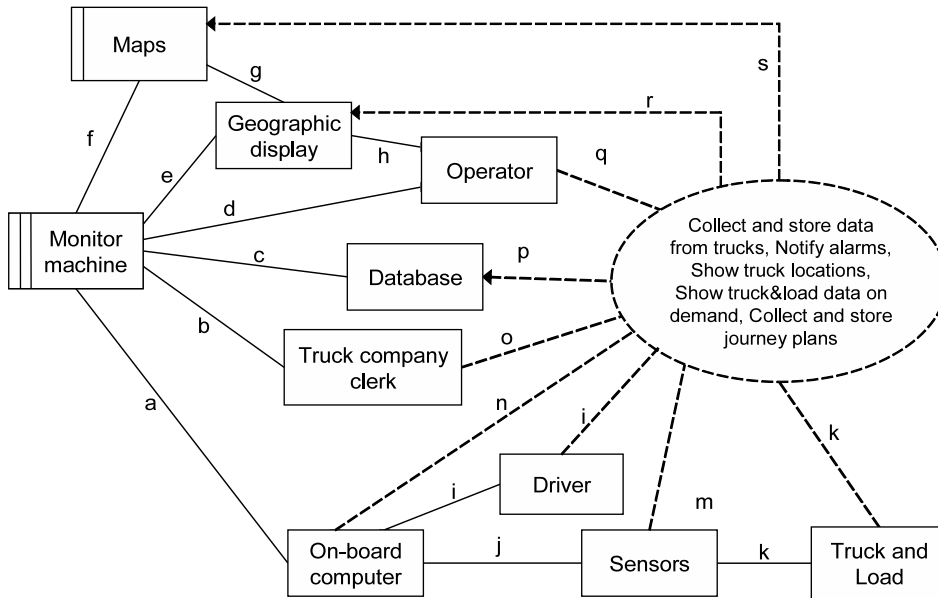 Maps
s
g
r
Geographic
display
f
h
q
e
Operator
d
Monitor
machine
Collect and store data
from trucks, Notify alarms,
Show truck locations,
Show truck&load data on
demand, Collect and store
journey plans
c
p
Database
b
o
Truck company
clerk
a
n
i
k
i
Driver
m
j
k
On-board
computer
Sensors
Truck and
Load